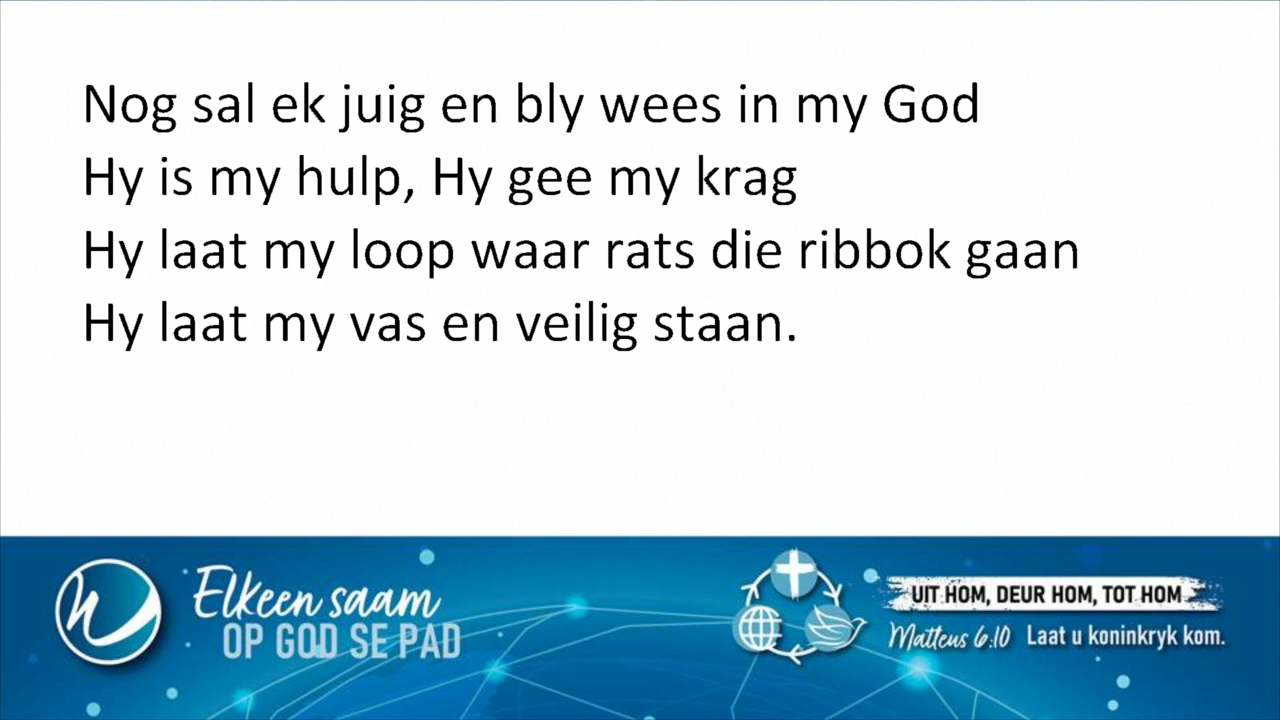 Nog sal ek juig en bly wees in my God
Hy is my hulp, Hy gee my krag
Hy laat my loop waar rats die ribbok gaan
Hy laat my vas en veilig staan.
Elkeen saam
OP GOD SE PAD
UIT HOM, DEUR HOM, TOT HOM
Matteus 6:10 Laat u koninkryk kom.